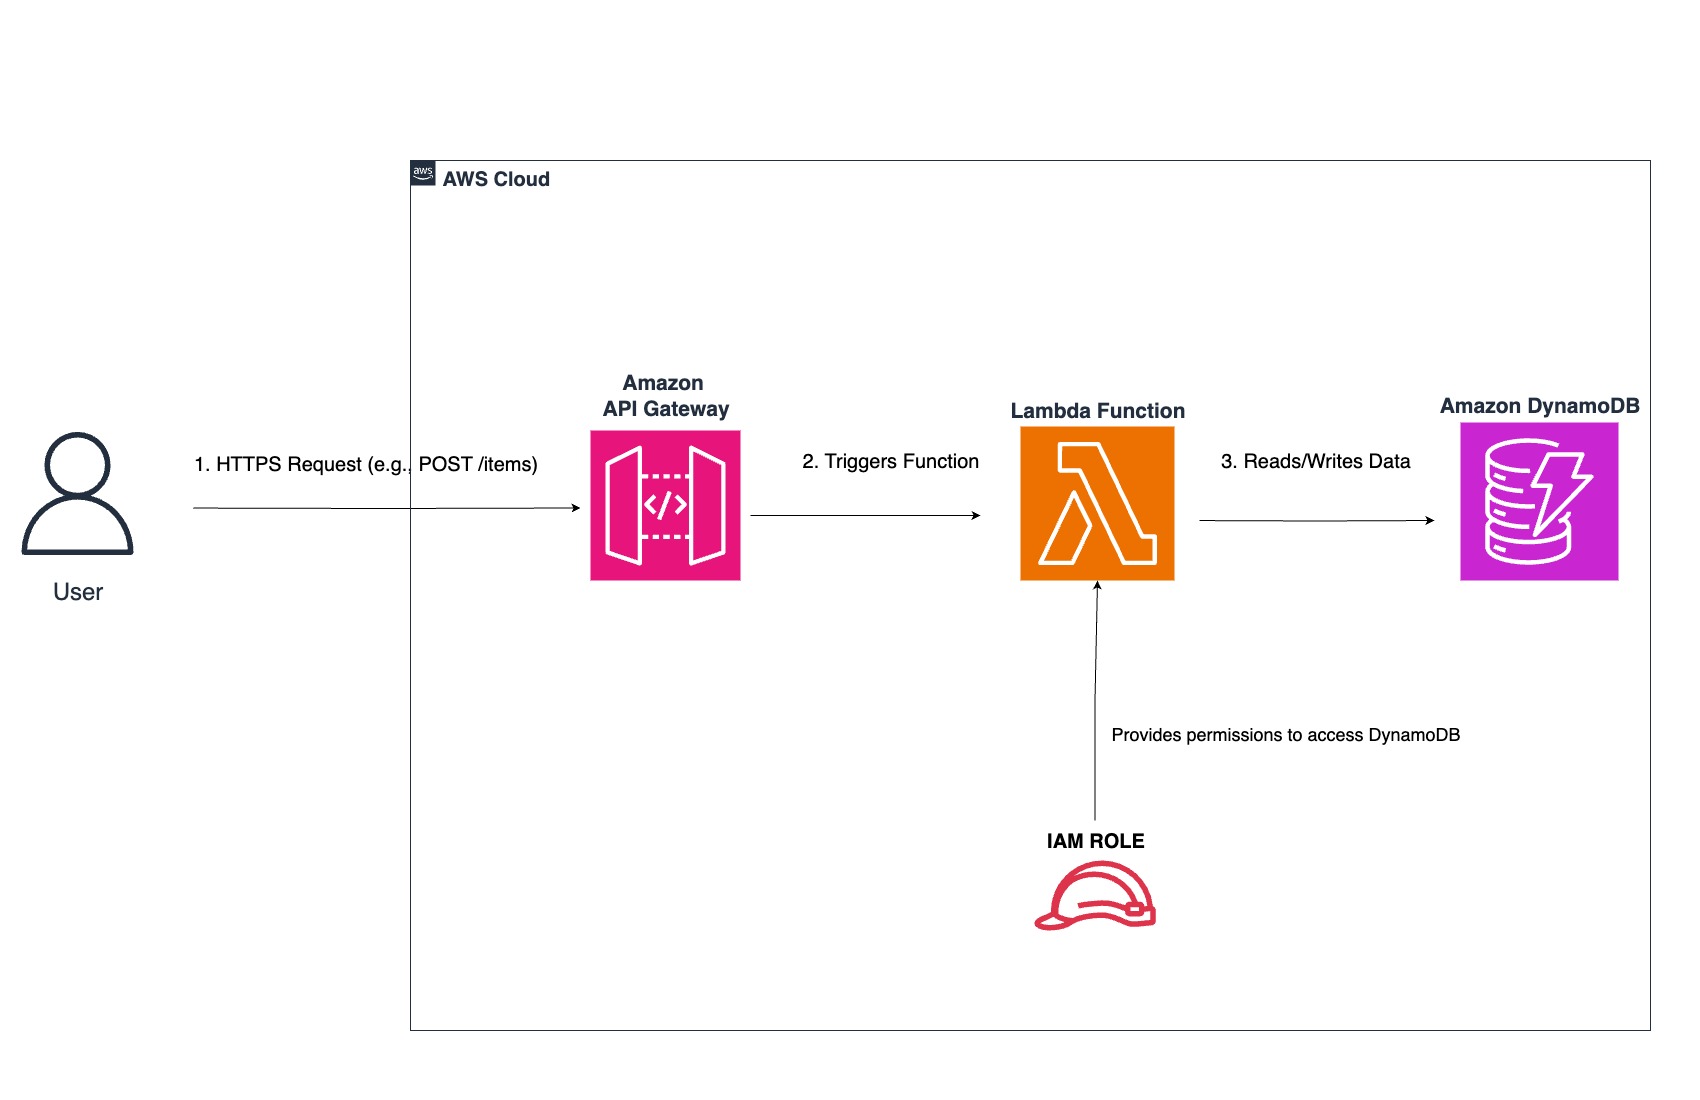 aws
AWS Cloud
Amazon
API Gateway
Lambda Function
Amazon DynamoDB
1. HTTPS Request (e.g., POST /items)
2. Triggers Function
3. Reads/Writes Data
</>
User
Provides permissions to access DynamoDB
IAM ROLE